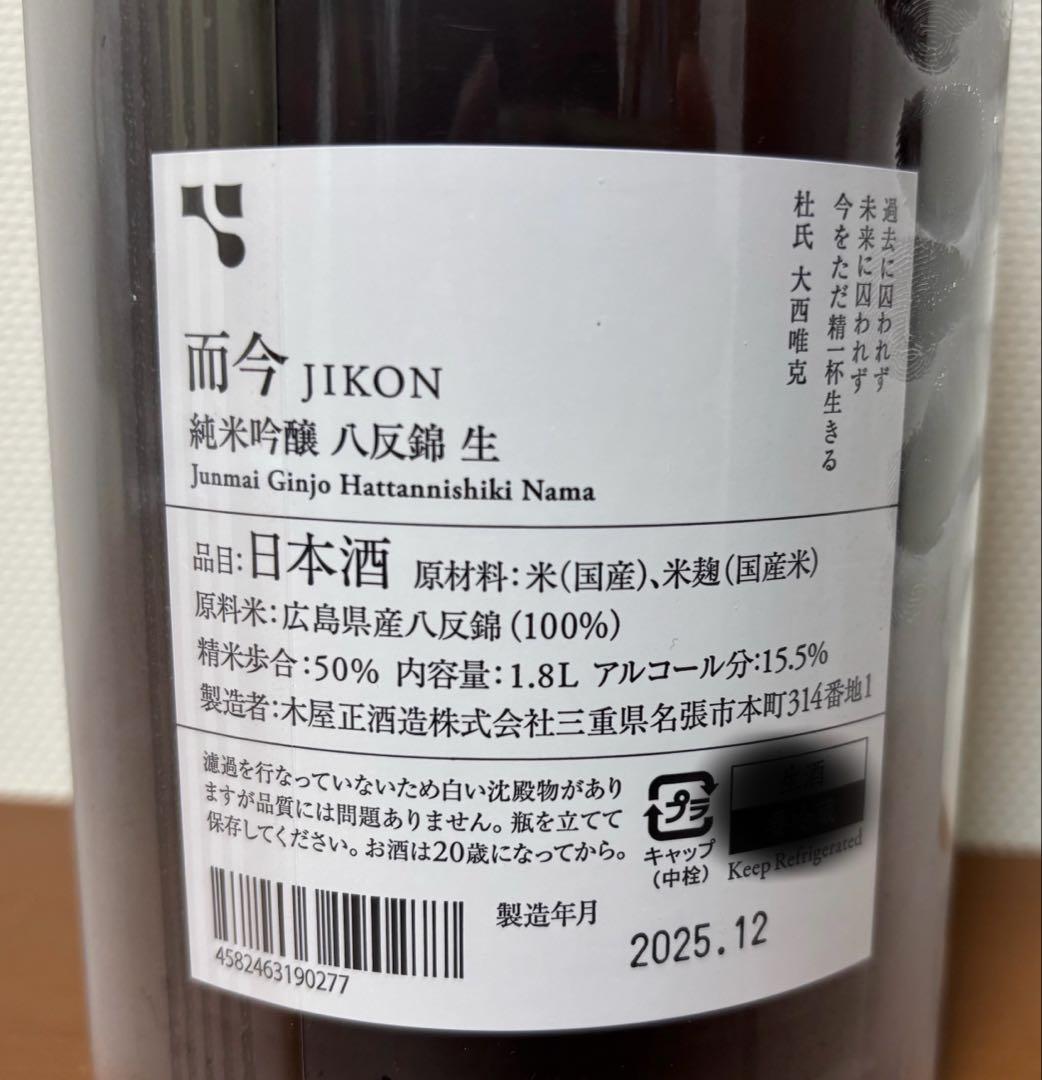 過去に囚われず
未来に囚われず
今をただ精一杯生きる
杜氏 大西唯克
而今 JIKON
純米吟醸 八反錦 生
Junmai Ginjo Hattannishiki Nama
品目:日本酒 原材料:米(国産)、米麹(国産米)
原料米:広島県産八反錦(100%)
精米歩合:50% 内容量:1.8L アルコール分:15.5%
製造者:木屋正酒造株式会社三重県名張市本町314番地1
濾過を行なっていないため白い沈殿物があり
ますが品質には問題ありません。瓶を立てて
保存してください。お酒は20歳になってから。
プラ
キャップ
(中栓)
生酒
Keep Refrigerated
4582463190277
製造年月
2025.12